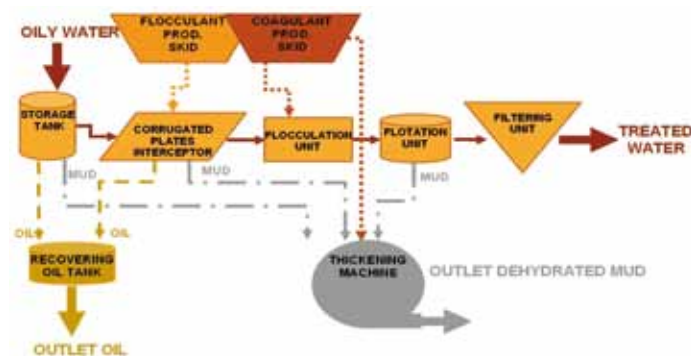 OILY WATER
FLOCCULANT
PROD.
SKID
COAGULANT
PROD.
SKID
STORAGE
TANK
CORRUGATED
PLATES
INTERCEPTOR
FLOCCULATION
UNIT
FLOTATION
UNIT
FILTERING
UNIT
TREATED
WATER
MUD
MUD
MUD
OIL
OIL
RECOVERING
OIL TANK
THICKENING
MACHINE
OUTLET DEHYDRATED MUD
OUTLET OIL